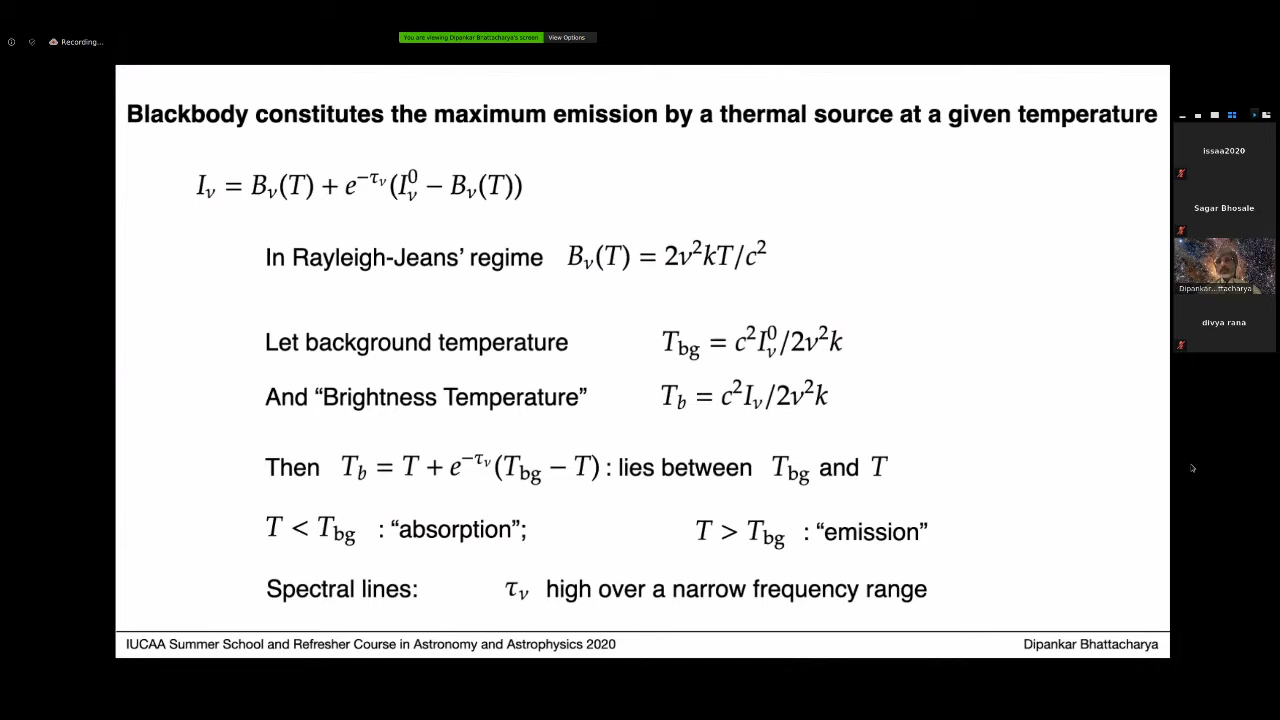 Recording...
You are viewing Dipankar Bhattacharya's screen View Options
Blackbody constitutes the maximum emission by a thermal source at a given temperature
I_ν = B_ν(T) + e^{−τ_ν}(I_ν^0 − B_ν(T))
In Rayleigh-Jeans’ regime B_ν(T) = 2ν²kT/c²
Let background temperature T_bg = c²I_ν^0/2ν²k
And “Brightness Temperature” T_b = c²I_ν/2ν²k
Then T_b = T + e^{−τ_ν}(T_bg − T) : lies between T_bg and T
T < T_bg : “absorption”; T > T_bg : “emission”
Spectral lines: τ_ν high over a narrow frequency range
IUCAA Summer School and Refresher Course in Astronomy and Astrophysics 2020 Dipankar Bhattacharya
issaa2020
Sagar Bhosale
Dipankar...ttacharya
divya rana